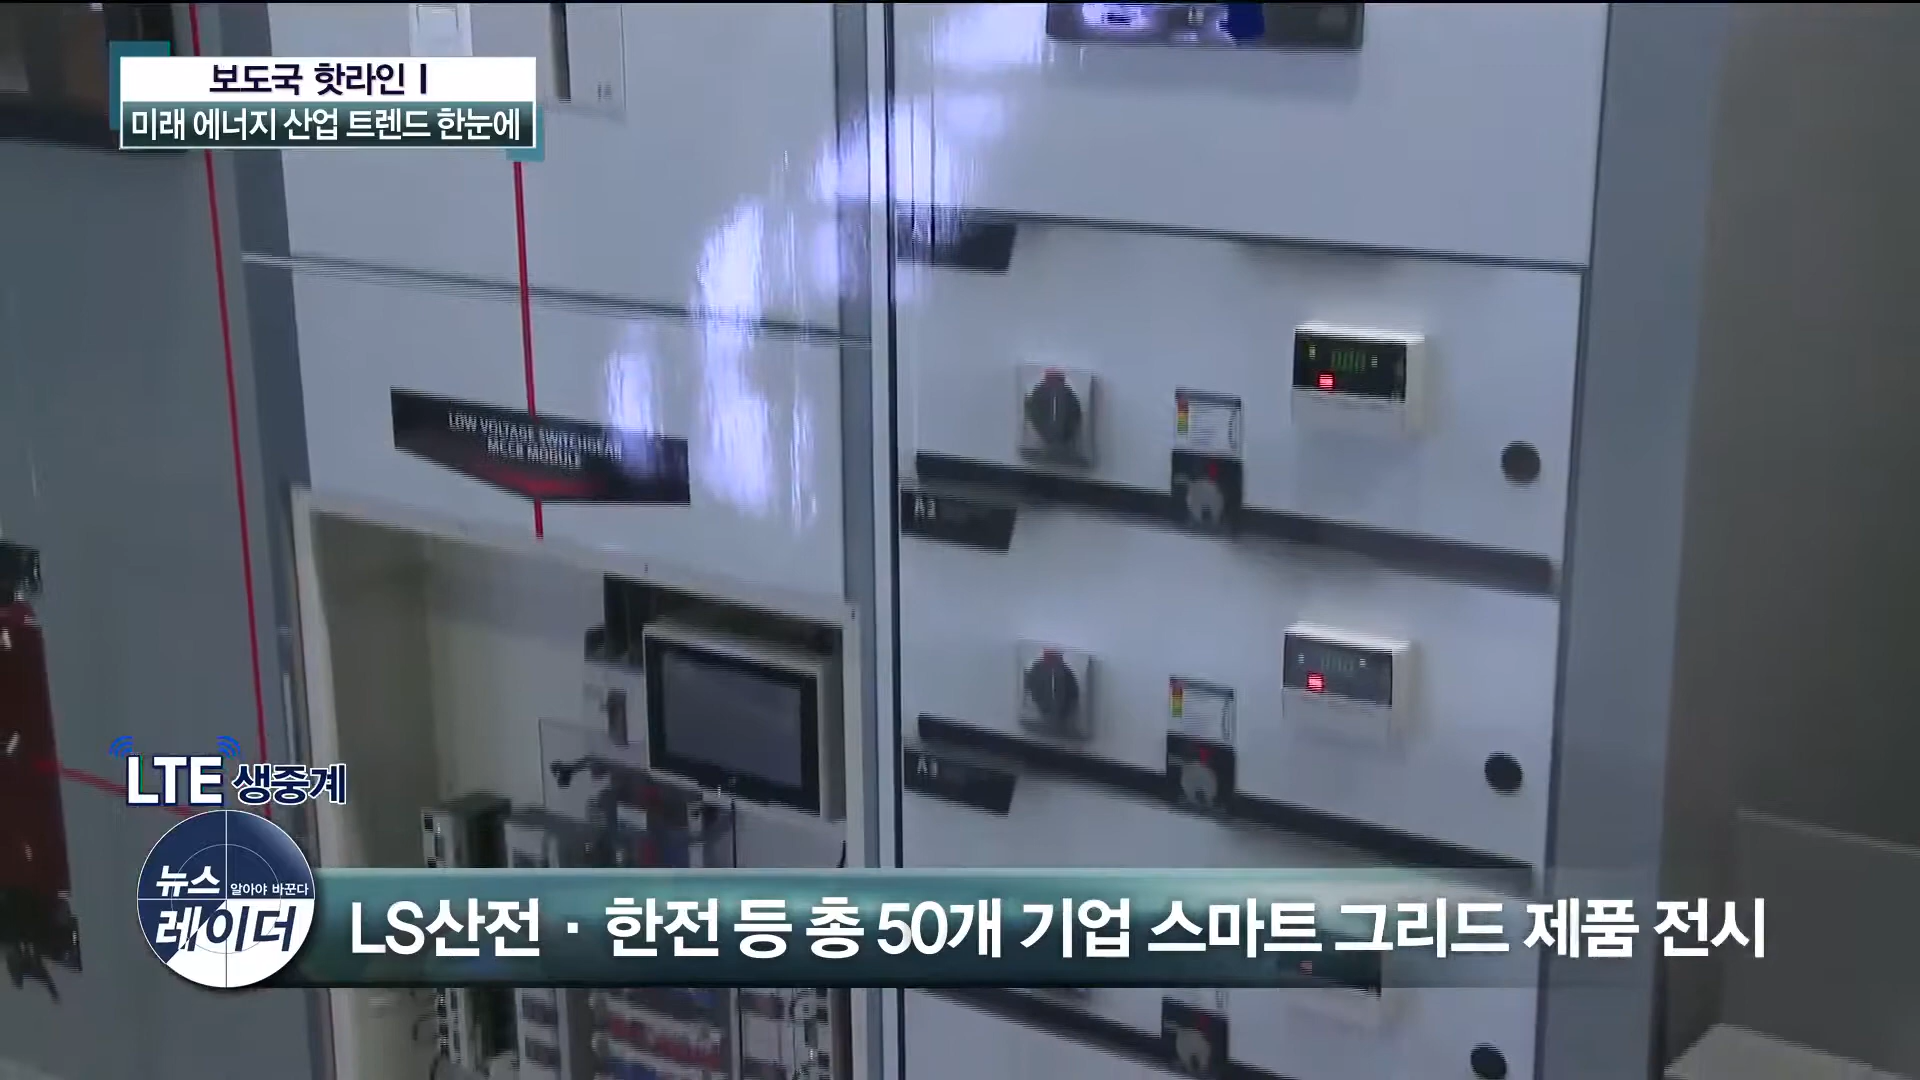 보도국 핫라인 I
미래 에너지 산업 트렌드 한눈에
LOW VOLTAGE SWITCHGEAR
MCCB MODULE
A3
A3
LTE 생중계
뉴스
알아야 바꾼다
레이더
LS산전 · 한전 등 총 50개 기업 스마트 그리드 제품 전시